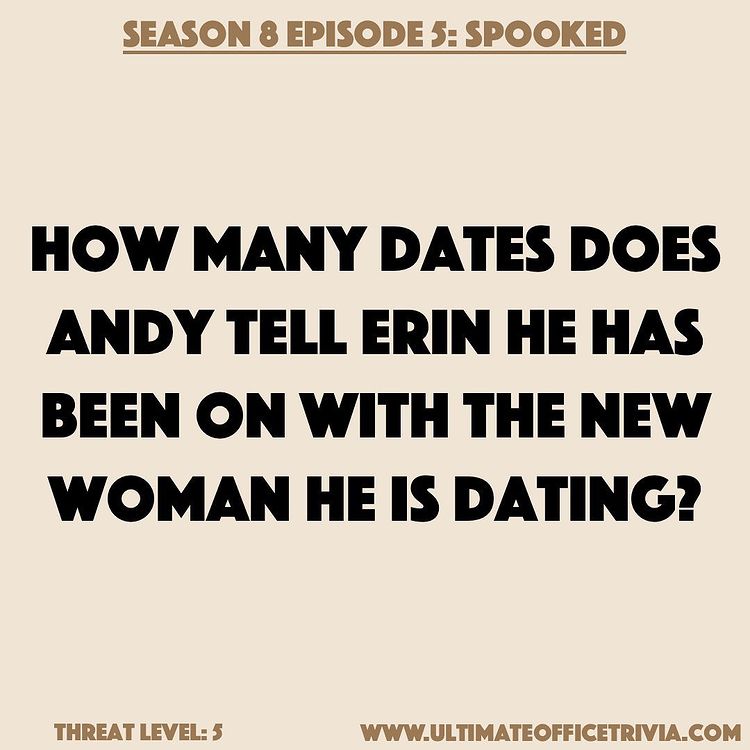 SEASON 8 EPISODE 5: SPOOKED
HOW MANY DATES DOES
ANDY TELL ERIN HE HAS
BEEN ON WITH THE NEW
WOMAN HE IS DATING?
THREAT LEVEL: 5
WWW.ULTIMATEOFFICETRIVIA.COM